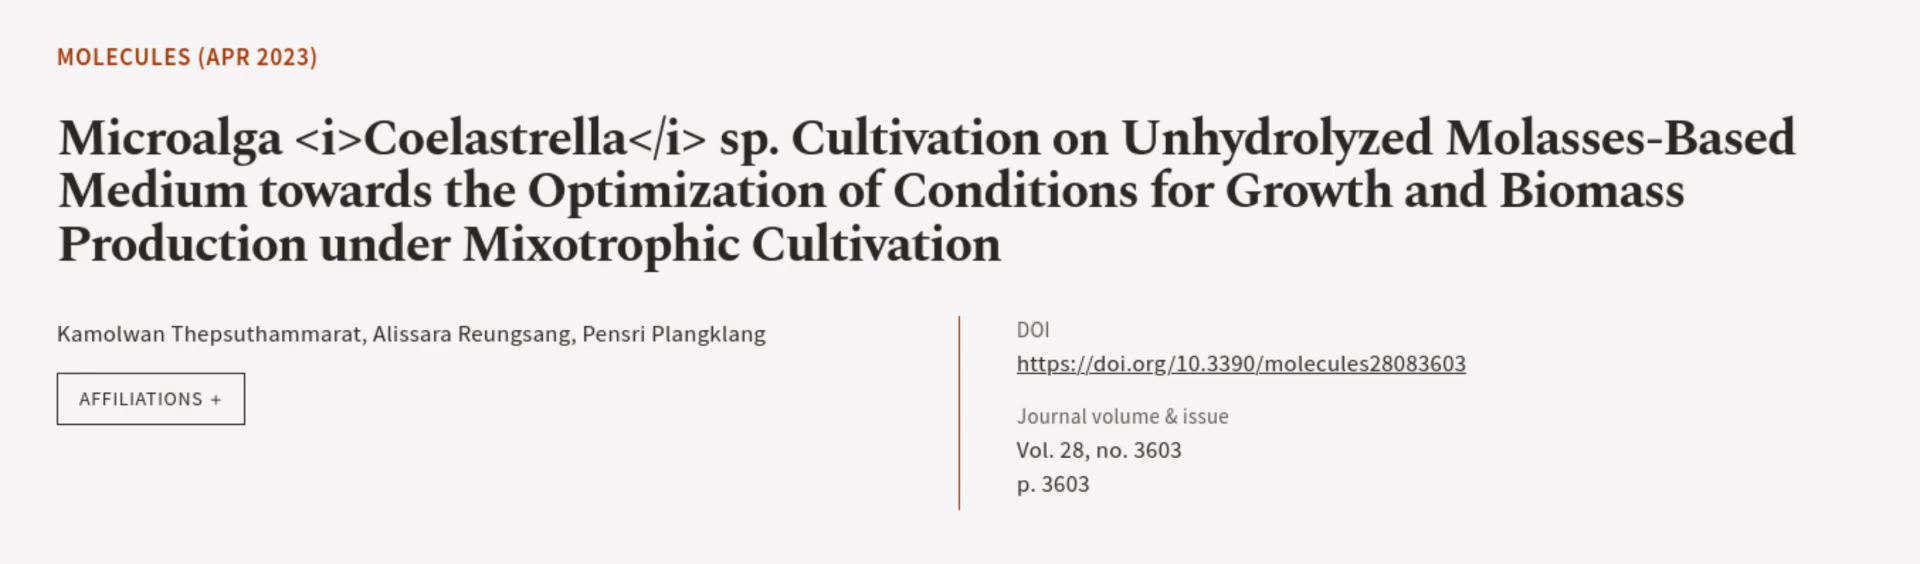 MOLECULES (APR 2023)
Microalga <i>Coelastrella</i> sp. Cultivation on Unhydrolyzed Molasses-Based
Medium towards the Optimization of Conditions for Growth and Biomass
Production under Mixotrophic Cultivation
Kamolwan Thepsuthammarat, Alissara Reungsang, Pensri Plangklang
AFFILIATIONS +
DOI
https://doi.org/10.3390/molecules28083603
Journal volume & issue
Vol. 28, no. 3603
p. 3603